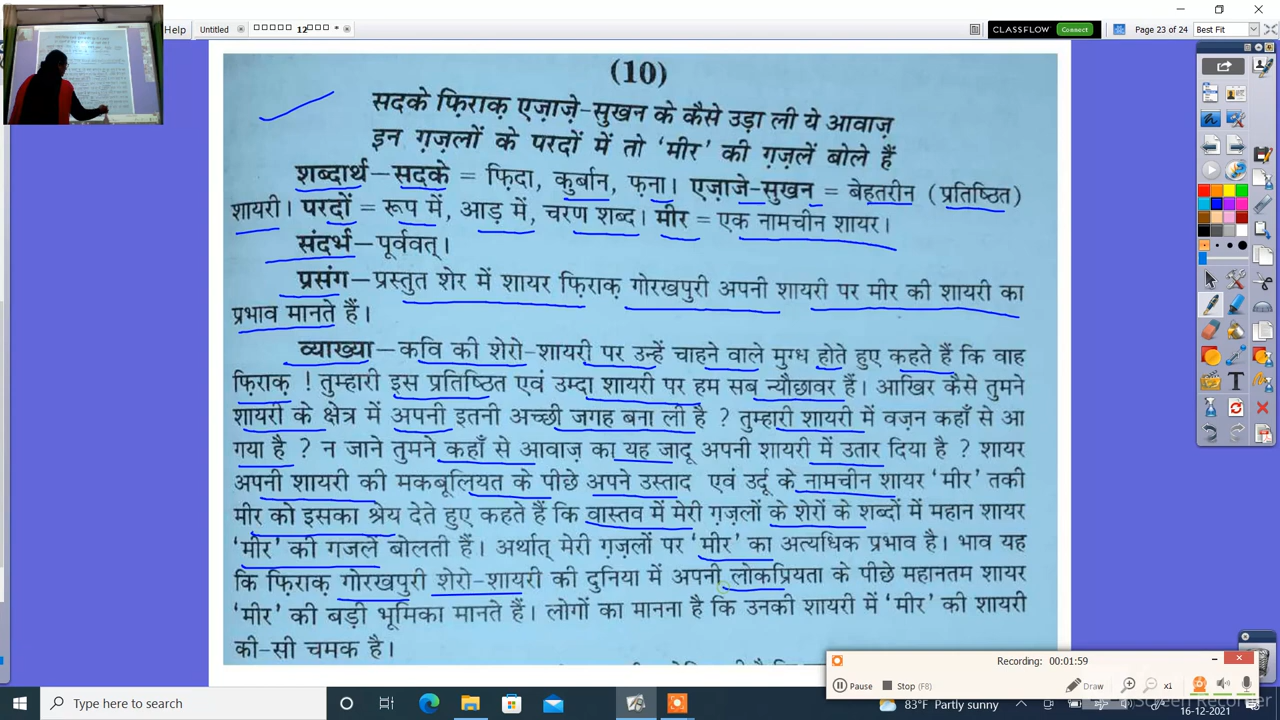 Help
Untitled
12
CLASSFLOW
Connect
Page 23 of 24
Best Fit
(10)
सदके फ़िराक़ एज़ाज़े-सुखन के कैसे उड़ा ली ये आवाज़
इन ग़ज़लों के परदों में तो 'मीर' की ग़ज़लें बोले हैं
शब्दार्थ–सदके = फ़िदा, कुर्बान, फ़ना। एज़ाजे-सुखन = बेहतरीन (प्रतिष्ठित)
शायरी। परदों = रूप में, आड़ में, चरण शब्द। मीर = एक नामचीन शायर।
संदर्भ–पूर्ववत्।
प्रसंग–प्रस्तुत शेर में शायर फ़िराक़ गोरखपुरी अपनी शायरी पर मीर की शायरी का
प्रभाव मानते हैं।
व्याख्या–कवि की शेरो-शायरी पर उन्हें चाहने वाले मुग्ध होते हुए कहते हैं कि वाह
फ़िराक़ ! तुम्हारी इस प्रतिष्ठित एवं उम्दा शायरी पर हम सब न्यौछावर हैं। आखिर कैसे तुमने
शायरी के क्षेत्र में अपनी इतनी अच्छी जगह बना ली है ? तुम्हारी शायरी में वज़न कहाँ से आ
गया है ? न जाने तुमने कहाँ से आवाज़ का यह जादू अपनी शायरी में उतार दिया है ? शायर
अपनी शायरी की मकबूलियत के पीछे अपने उस्ताद एवं उर्दू के नामचीन शायर 'मीर' तकी
मीर को इसका श्रेय देते हुए कहते हैं कि वास्तव में मेरी ग़ज़लों के शेरों के शब्दों में महान शायर
'मीर' की गजलें बोलती हैं। अर्थात् मेरी ग़ज़लों पर 'मीर' का अत्यधिक प्रभाव है। भाव यह
कि फ़िराक़ गोरखपुरी शेरो-शायरी की दुनिया में अपनी लोकप्रियता के पीछे महानतम शायर
'मीर' की बड़ी भूमिका मानते हैं। लोगों का मानना है कि उनकी शायरी में 'मीर' की शायरी
की-सी चमक है।
Recording: 00:01:59
Pause
Stop (F8)
Draw
x1
Type here to search
83°F Partly sunny
16-12-2021